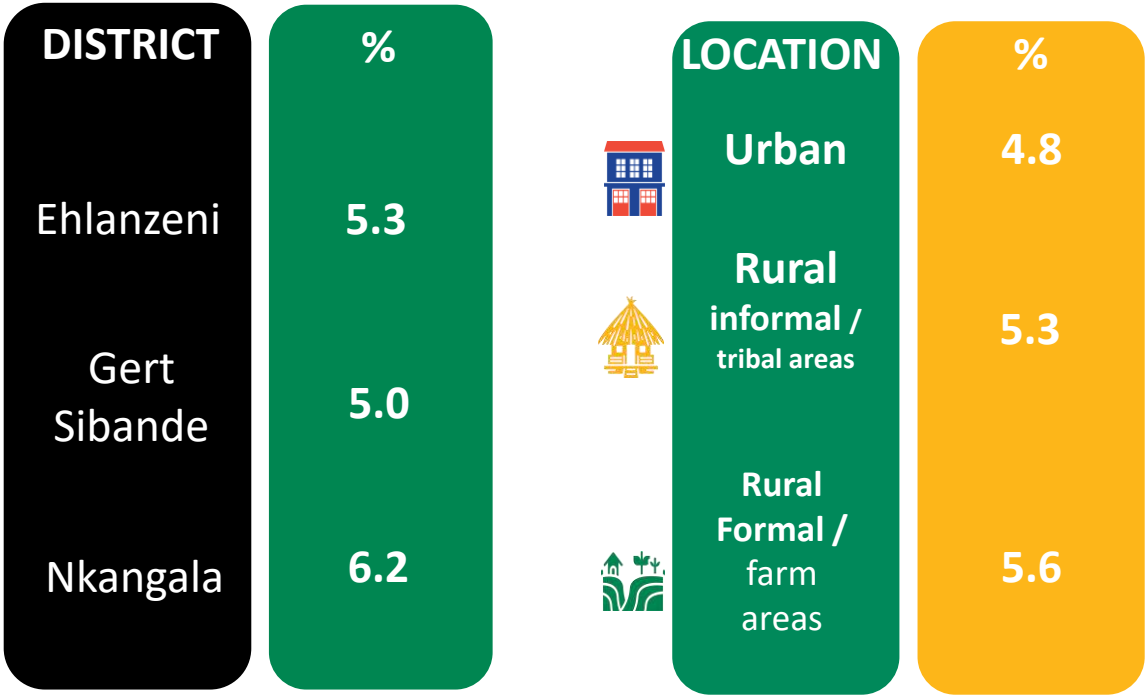 DISTRICT %
Ehlanzeni 5.3
Gert
Sibande 5.0
Nkangala 6.2
LOCATION %
Urban 4.8
Rural
informal / 5.3
tribal areas
Rural
Formal /
farm 5.6
areas